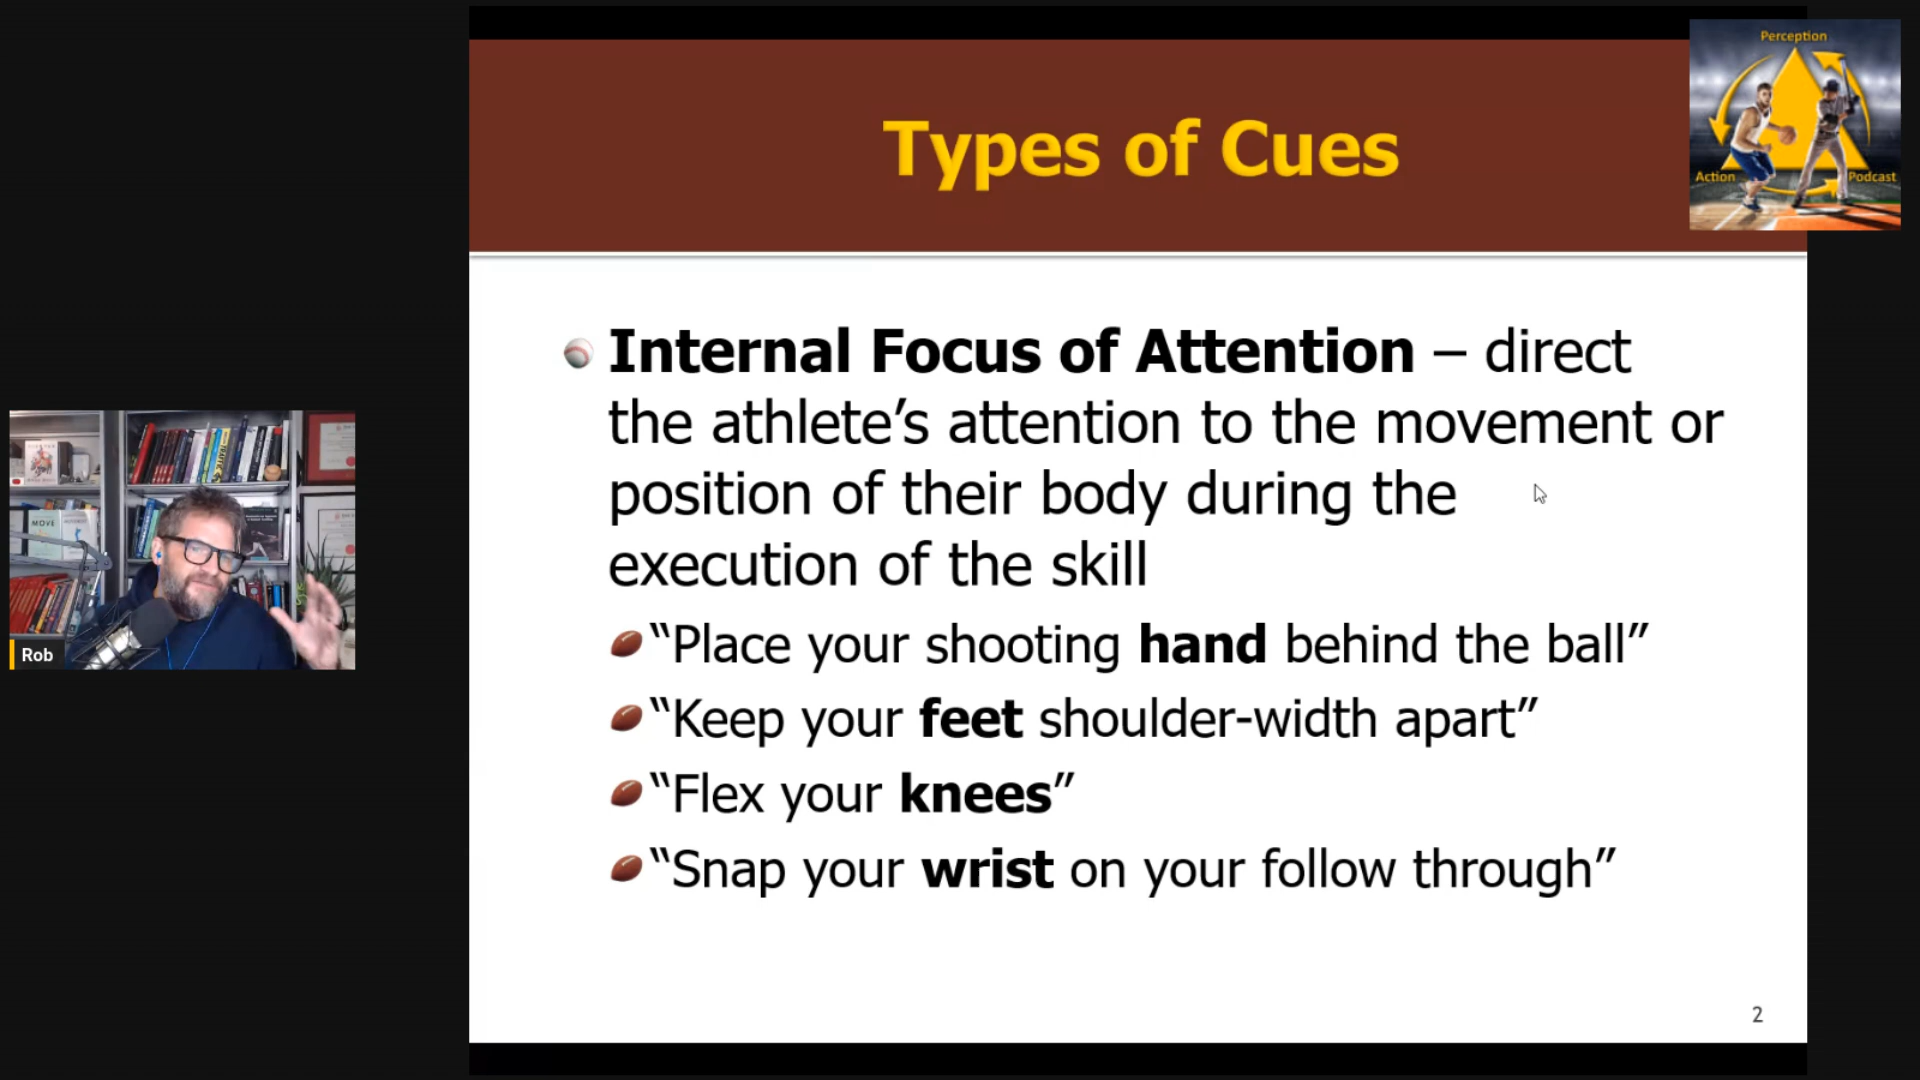 Perception
Action
Podcast
Types of Cues
Internal Focus of Attention – direct
the athlete’s attention to the movement or
position of their body during the
execution of the skill
“Place your shooting hand behind the ball”
“Keep your feet shoulder-width apart”
“Flex your knees”
“Snap your wrist on your follow through”
2
MOVE
Rob